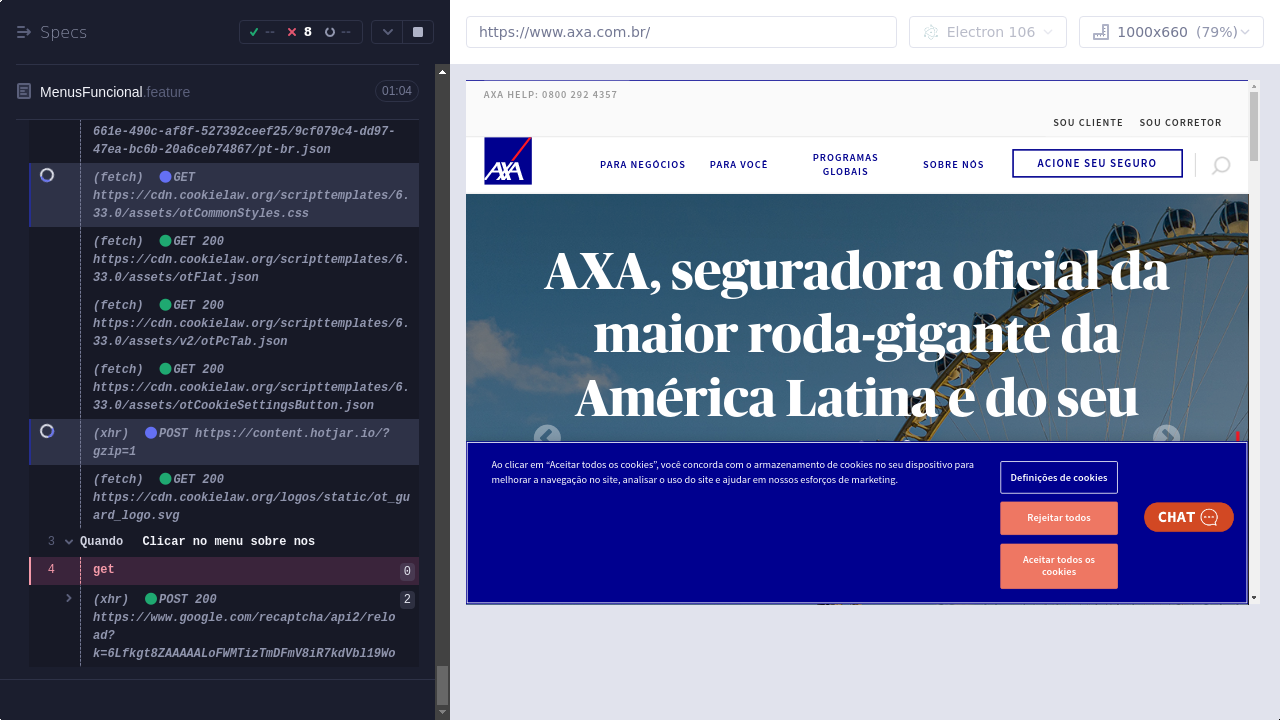 Specs
-- 8 --
https://www.axa.com.br/
Electron 106
1000x660 (79%)
MenusFuncional.feature
01:04
661e-490c-af8f-527392ceef25/9cf079c4-dd97-
47ea-bc6b-20a6ceb74867/pt-br.json
(fetch) GET
https://cdn.cookielaw.org/scripttemplates/6.
33.0/assets/otCommonStyles.css
(fetch) GET 200
https://cdn.cookielaw.org/scripttemplates/6.
33.0/assets/otFlat.json
(fetch) GET 200
https://cdn.cookielaw.org/scripttemplates/6.
33.0/assets/v2/otPcTab.json
(fetch) GET 200
https://cdn.cookielaw.org/scripttemplates/6.
33.0/assets/otCookieSettingsButton.json
(xhr) POST https://content.hotjar.io/?
gzip=1
(fetch) GET 200
https://cdn.cookielaw.org/logos/static/ot_gu
ard_logo.svg
3 Quando Clicar no menu sobre nos
4 get 0
(xhr) POST 200 2
https://www.google.com/recaptcha/api2/relo
ad?
k=6Lfkgt8ZAAAAALoFWMTizTmDFmV8iR7kdVbl19Wo
AXA HELP: 0800 292 4357
SOU CLIENTE SOU CORRETOR
AXA
PARA NEGÓCIOS
PARA VOCÊ
PROGRAMAS
GLOBAIS
SOBRE NÓS
ACIONE SEU SEGURO
AXA, seguradora oficial da
maior roda-gigante da
América Latina e do seu
Ao clicar em “Aceitar todos os cookies”, você concorda com o armazenamento de cookies no seu dispositivo para
melhorar a navegação no site, analisar o uso do site e ajudar em nossos esforços de marketing.
Definições de cookies
Rejeitar todos
Aceitar todos os
cookies
CHAT